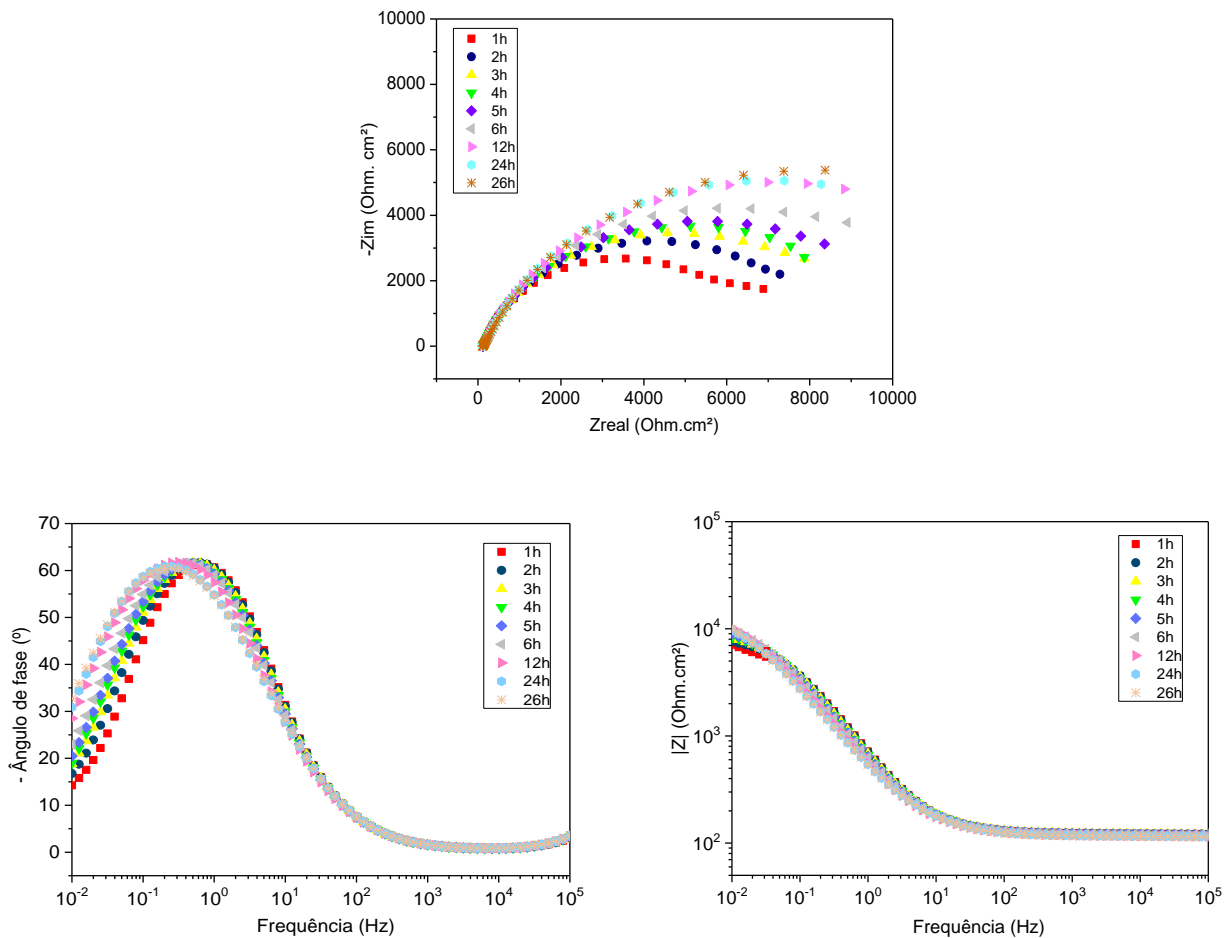 10000
8000
6000
4000
2000
0
-Zim (Ohm. cm²)
1h
2h
3h
4h
5h
6h
12h
24h
26h
0 2000 4000 6000 8000 10000
Zreal (Ohm.cm²)
70
60
50
40
30
20
10
0
- Ângulo de fase (º)
1h
2h
3h
4h
5h
6h
12h
24h
26h
10⁻² 10⁻¹ 10⁰ 10¹ 10² 10³ 10⁴ 10⁵
Frequência (Hz)
10⁵
10⁴
10³
10²
|Z| (Ohm.cm²)
1h
2h
3h
4h
5h
6h
12h
24h
26h
10⁻² 10⁻¹ 10⁰ 10¹ 10² 10³ 10⁴ 10⁵
Frequência (Hz)